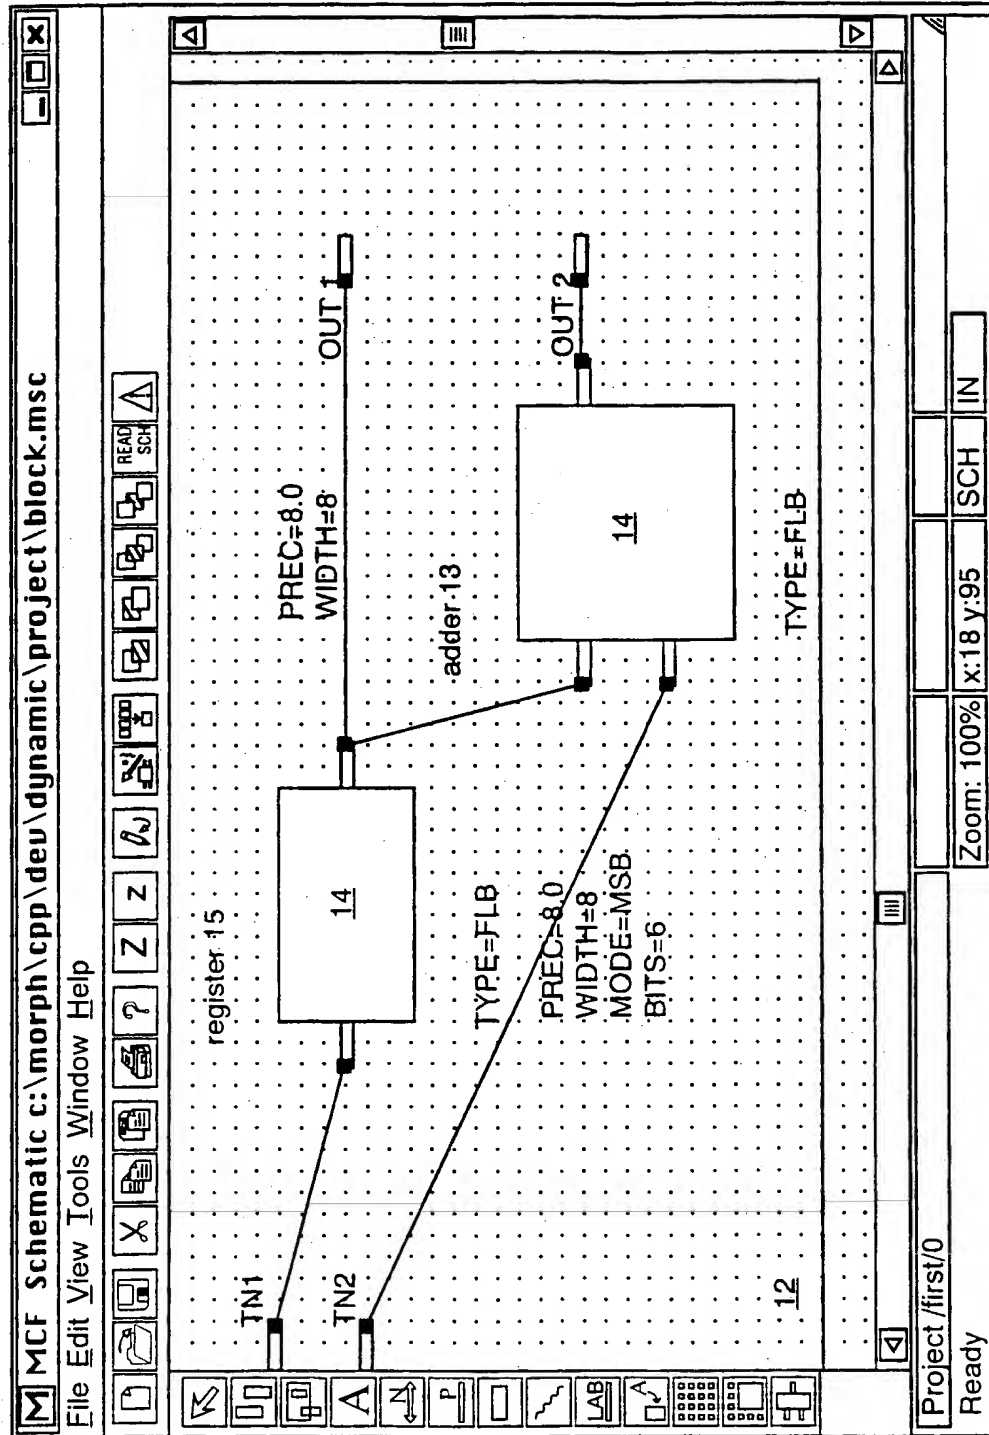 M MCF Schematic c:\morph\cpp\dev\dynamic\project\block.msc
File Edit View Tools Window Help
? Z z
READ
SCH
A
N
P
LAB
A
TN1
TN2
register 15
14
TYPE=FLB
PREC=8.0
WIDTH=8
MODE=MSB
BITS=6
PREC=8.0
WIDTH=8
adder 13
14
TYPE=FLB
OUT 1
OUT 2
12
Project /first/0
Ready
Zoom: 100% x:18 y:95 SCH IN